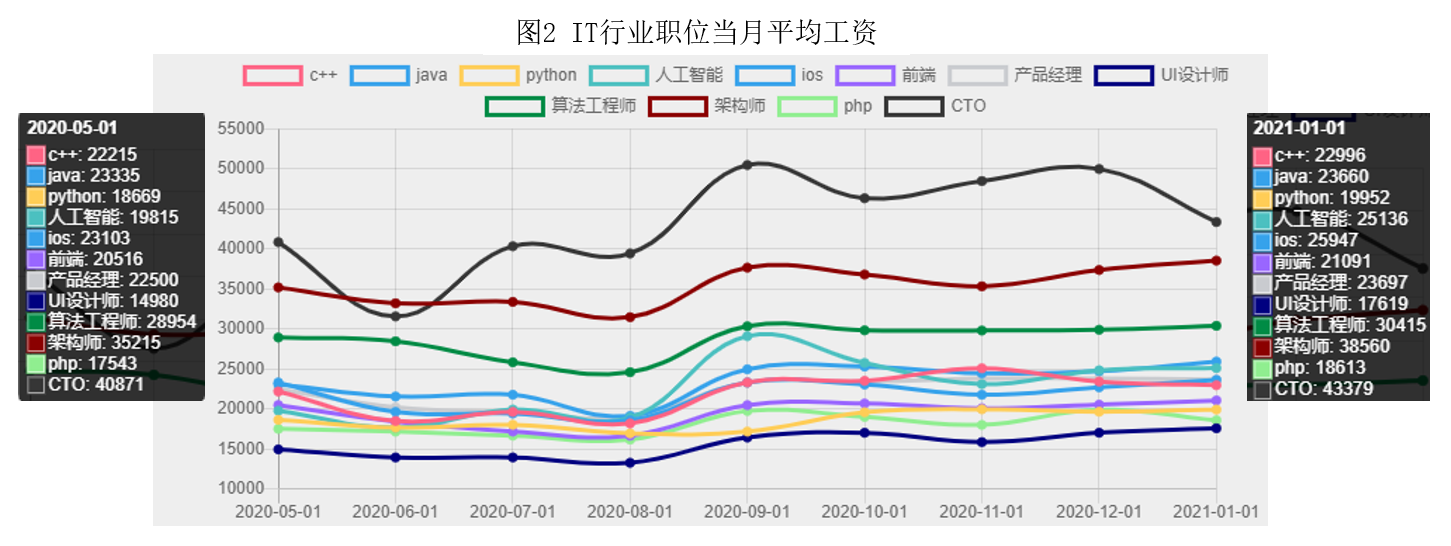 图2 IT行业职位当月平均工资
c++ java python 人工智能 ios 前端 产品经理 UI设计师
算法工程师 架构师 php CTO
2020-05-01
c++: 22215
java: 23335
python: 18669
人工智能: 19815
ios: 23103
前端: 20516
产品经理: 22500
UI设计师: 14980
算法工程师: 28954
架构师: 35215
php: 17543
CTO: 40871
55000
50000
45000
40000
35000
30000
25000
20000
15000
10000
2020-05-01 2020-06-01 2020-07-01 2020-08-01 2020-09-01 2020-10-01 2020-11-01 2020-12-01 2021-01-01
2021-01-01
c++: 22996
java: 23660
python: 19952
人工智能: 25136
ios: 25947
前端: 21091
产品经理: 23697
UI设计师: 17619
算法工程师: 30415
架构师: 38560
php: 18613
CTO: 43379